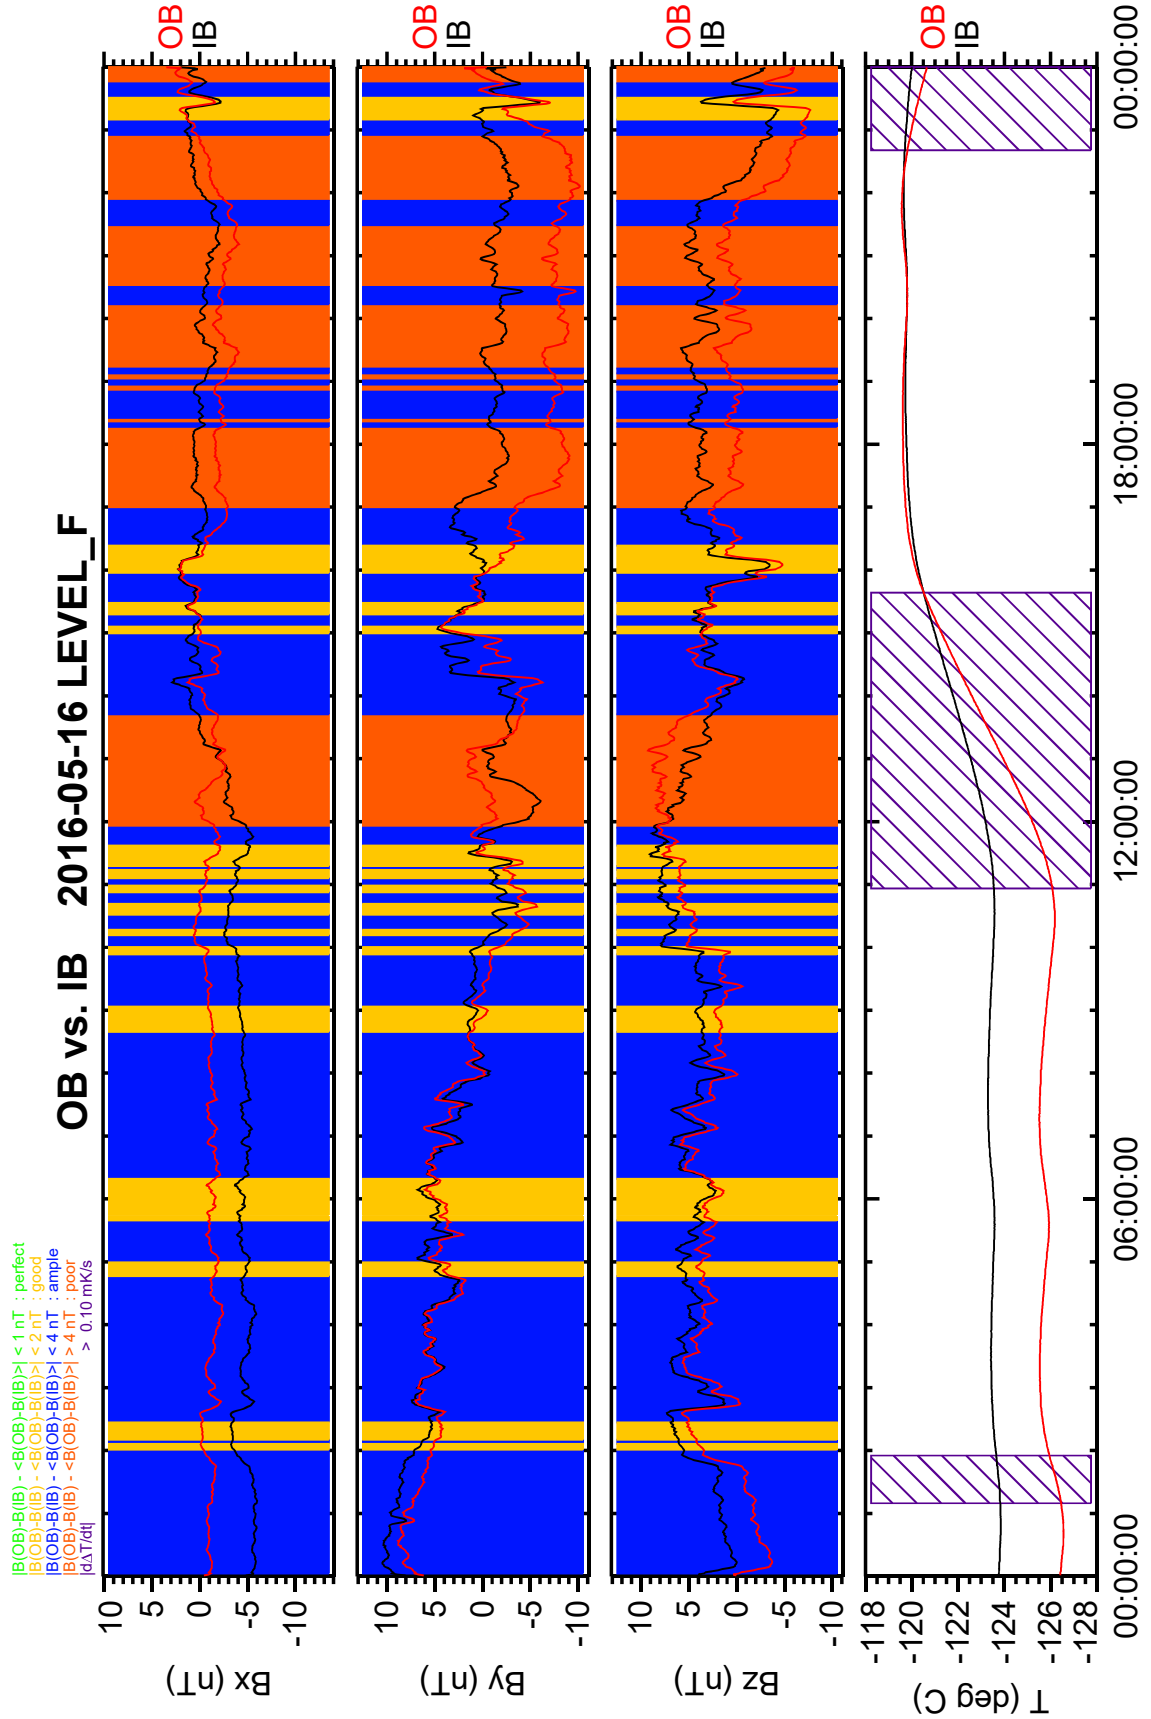 |B(OB)-B(IB) - <B(OB)-B(IB)>| < 1 nT : perfect
|B(OB)-B(IB) - <B(OB)-B(IB)>| < 2 nT : good
|B(OB)-B(IB) - <B(OB)-B(IB)>| < 4 nT : ample
|B(OB)-B(IB) - <B(OB)-B(IB)>| > 4 nT : poor
|dΔT/dt| > 0.10 mK/s
OB vs. IB 2016-05-16 LEVEL_F
Bx (nT)
10
5
0
-5
-10
OB
IB
By (nT)
10
5
0
-5
-10
OB
IB
Bz (nT)
10
5
0
-5
-10
OB
IB
T (deg C)
-118
-120
-122
-124
-126
-128
OB
IB
00:00:00 06:00:00 12:00:00 18:00:00 00:00:00